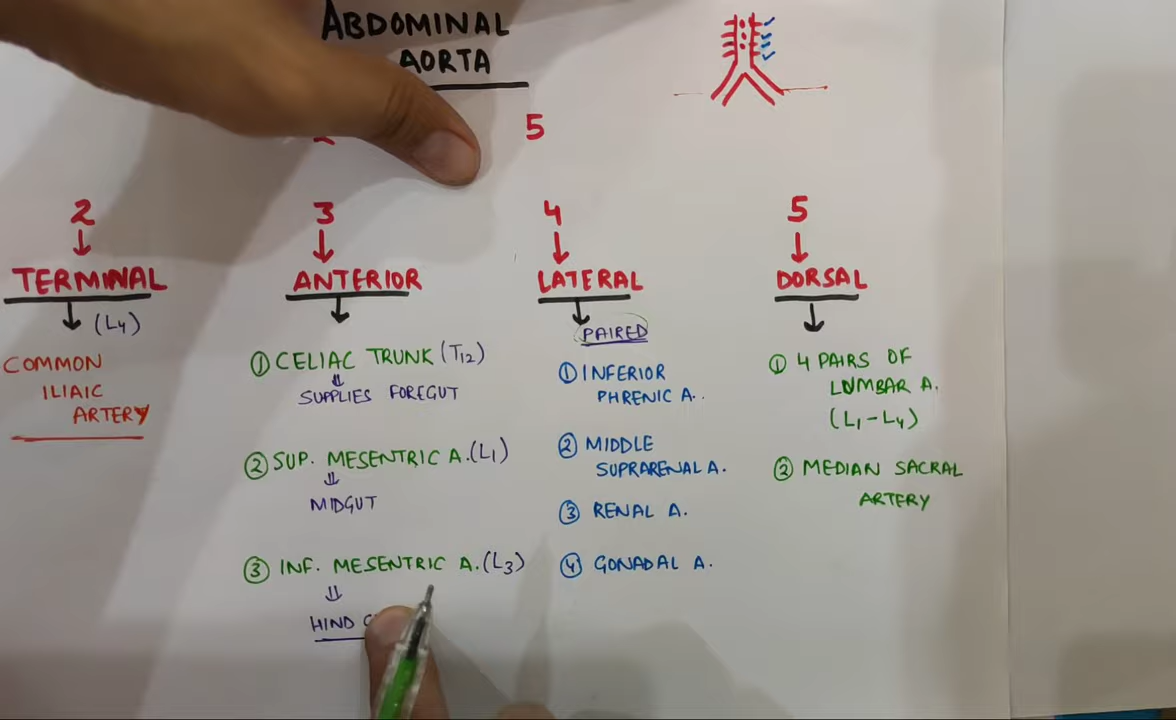 ABDOMINAL
AORTA
5
2
TERMINAL
(L4)
COMMON
ILIAIC
ARTERY
3
ANTERIOR
① CELIAC TRUNK (T12)
SUPPLIES FOREGUT
② SUP. MESENTRIC A. (L1)
MIDGUT
③ INF. MESENTRIC A. (L3)
HIND
4
LATERAL
PAIRED
① INFERIOR
PHRENIC A.
② MIDDLE
SUPRARENAL A.
③ RENAL A.
④ GONADAL A.
5
DORSAL
① 4 PAIRS OF
LUMBAR A.
(L1-L4)
② MEDIAN SACRAL
ARTERY